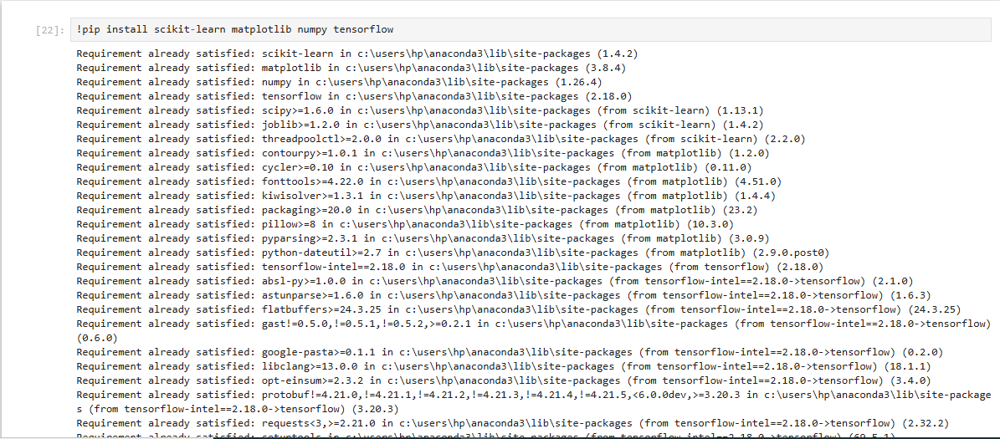 [22]: !pip install scikit-learn matplotlib numpy tensorflow
Requirement already satisfied: scikit-learn in c:\users\hp\anaconda3\lib\site-packages (1.4.2)
Requirement already satisfied: matplotlib in c:\users\hp\anaconda3\lib\site-packages (3.8.4)
Requirement already satisfied: numpy in c:\users\hp\anaconda3\lib\site-packages (1.26.4)
Requirement already satisfied: tensorflow in c:\users\hp\anaconda3\lib\site-packages (2.18.0)
Requirement already satisfied: scipy>=1.6.0 in c:\users\hp\anaconda3\lib\site-packages (from scikit-learn) (1.13.1)
Requirement already satisfied: joblib>=1.2.0 in c:\users\hp\anaconda3\lib\site-packages (from scikit-learn) (1.4.2)
Requirement already satisfied: threadpoolctl>=2.0.0 in c:\users\hp\anaconda3\lib\site-packages (from scikit-learn) (2.2.0)
Requirement already satisfied: contourpy>=1.0.1 in c:\users\hp\anaconda3\lib\site-packages (from matplotlib) (1.2.0)
Requirement already satisfied: cycler>=0.10 in c:\users\hp\anaconda3\lib\site-packages (from matplotlib) (0.11.0)
Requirement already satisfied: fonttools>=4.22.0 in c:\users\hp\anaconda3\lib\site-packages (from matplotlib) (4.51.0)
Requirement already satisfied: kiwisolver>=1.3.1 in c:\users\hp\anaconda3\lib\site-packages (from matplotlib) (1.4.4)
Requirement already satisfied: packaging>=20.0 in c:\users\hp\anaconda3\lib\site-packages (from matplotlib) (23.2)
Requirement already satisfied: pillow>=8 in c:\users\hp\anaconda3\lib\site-packages (from matplotlib) (10.3.0)
Requirement already satisfied: pyparsing>=2.3.1 in c:\users\hp\anaconda3\lib\site-packages (from matplotlib) (3.0.9)
Requirement already satisfied: python-dateutil>=2.7 in c:\users\hp\anaconda3\lib\site-packages (from matplotlib) (2.9.0.post0)
Requirement already satisfied: tensorflow-intel==2.18.0 in c:\users\hp\anaconda3\lib\site-packages (from tensorflow) (2.18.0)
Requirement already satisfied: absl-py>=1.0.0 in c:\users\hp\anaconda3\lib\site-packages (from tensorflow-intel==2.18.0->tensorflow) (2.1.0)
Requirement already satisfied: astunparse>=1.6.0 in c:\users\hp\anaconda3\lib\site-packages (from tensorflow-intel==2.18.0->tensorflow) (1.6.3)
Requirement already satisfied: flatbuffers>=24.3.25 in c:\users\hp\anaconda3\lib\site-packages (from tensorflow-intel==2.18.0->tensorflow) (24.3.25)
Requirement already satisfied: gast!=0.5.0,!=0.5.1,!=0.5.2,>=0.2.1 in c:\users\hp\anaconda3\lib\site-packages (from tensorflow-intel==2.18.0->tensorflow)
(0.6.0)
Requirement already satisfied: google-pasta>=0.1.1 in c:\users\hp\anaconda3\lib\site-packages (from tensorflow-intel==2.18.0->tensorflow) (0.2.0)
Requirement already satisfied: libclang>=13.0.0 in c:\users\hp\anaconda3\lib\site-packages (from tensorflow-intel==2.18.0->tensorflow) (18.1.1)
Requirement already satisfied: opt-einsum>=2.3.2 in c:\users\hp\anaconda3\lib\site-packages (from tensorflow-intel==2.18.0->tensorflow) (3.4.0)
Requirement already satisfied: protobuf!=4.21.0,!=4.21.1,!=4.21.2,!=4.21.3,!=4.21.4,!=4.21.5,<6.0.0dev,>=3.20.3 in c:\users\hp\anaconda3\lib\site-package
s (from tensorflow-intel==2.18.0->tensorflow) (3.20.3)
Requirement already satisfied: requests<3,>=2.21.0 in c:\users\hp\anaconda3\lib\site-packages (from tensorflow-intel==2.18.0->tensorflow) (2.32.2)
Requirement already satisfied: setuptools in c:\users\hp\anaconda3\lib\site-packages (from tensorflow-intel==2.18.0->tensorflow) (69.5.1)